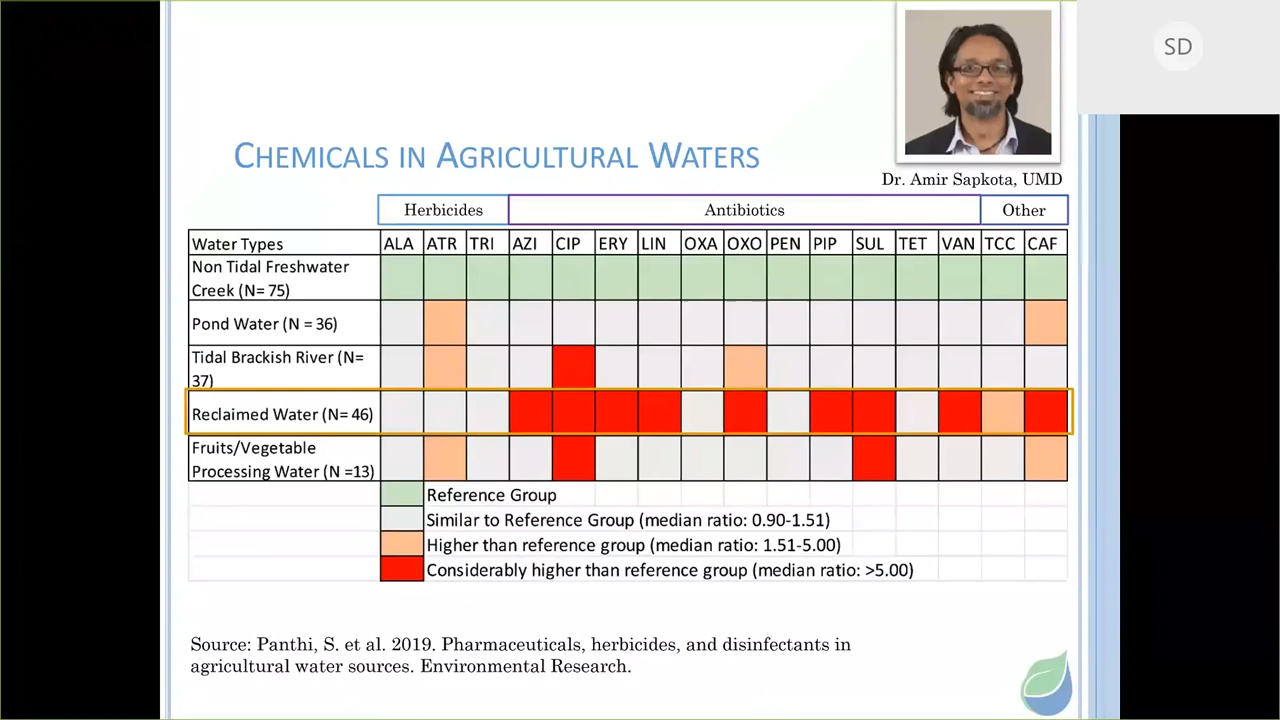 SD
CHEMICALS IN AGRICULTURAL WATERS
Dr. Amir Sapkota, UMD
Herbicides Antibiotics Other
Water Types ALA ATR TRI AZI CIP ERY LIN OXA OXO PEN PIP SUL TET VAN TCC CAF
Non Tidal Freshwater
Creek (N= 75)
Pond Water (N = 36)
Tidal Brackish River (N=
37)
Reclaimed Water (N= 46)
Fruits/Vegetable
Processing Water (N =13)
Reference Group
Similar to Reference Group (median ratio: 0.90-1.51)
Higher than reference group (median ratio: 1.51-5.00)
Considerably higher than reference group (median ratio: >5.00)
Source: Panthi, S. et al. 2019. Pharmaceuticals, herbicides, and disinfectants in
agricultural water sources. Environmental Research.